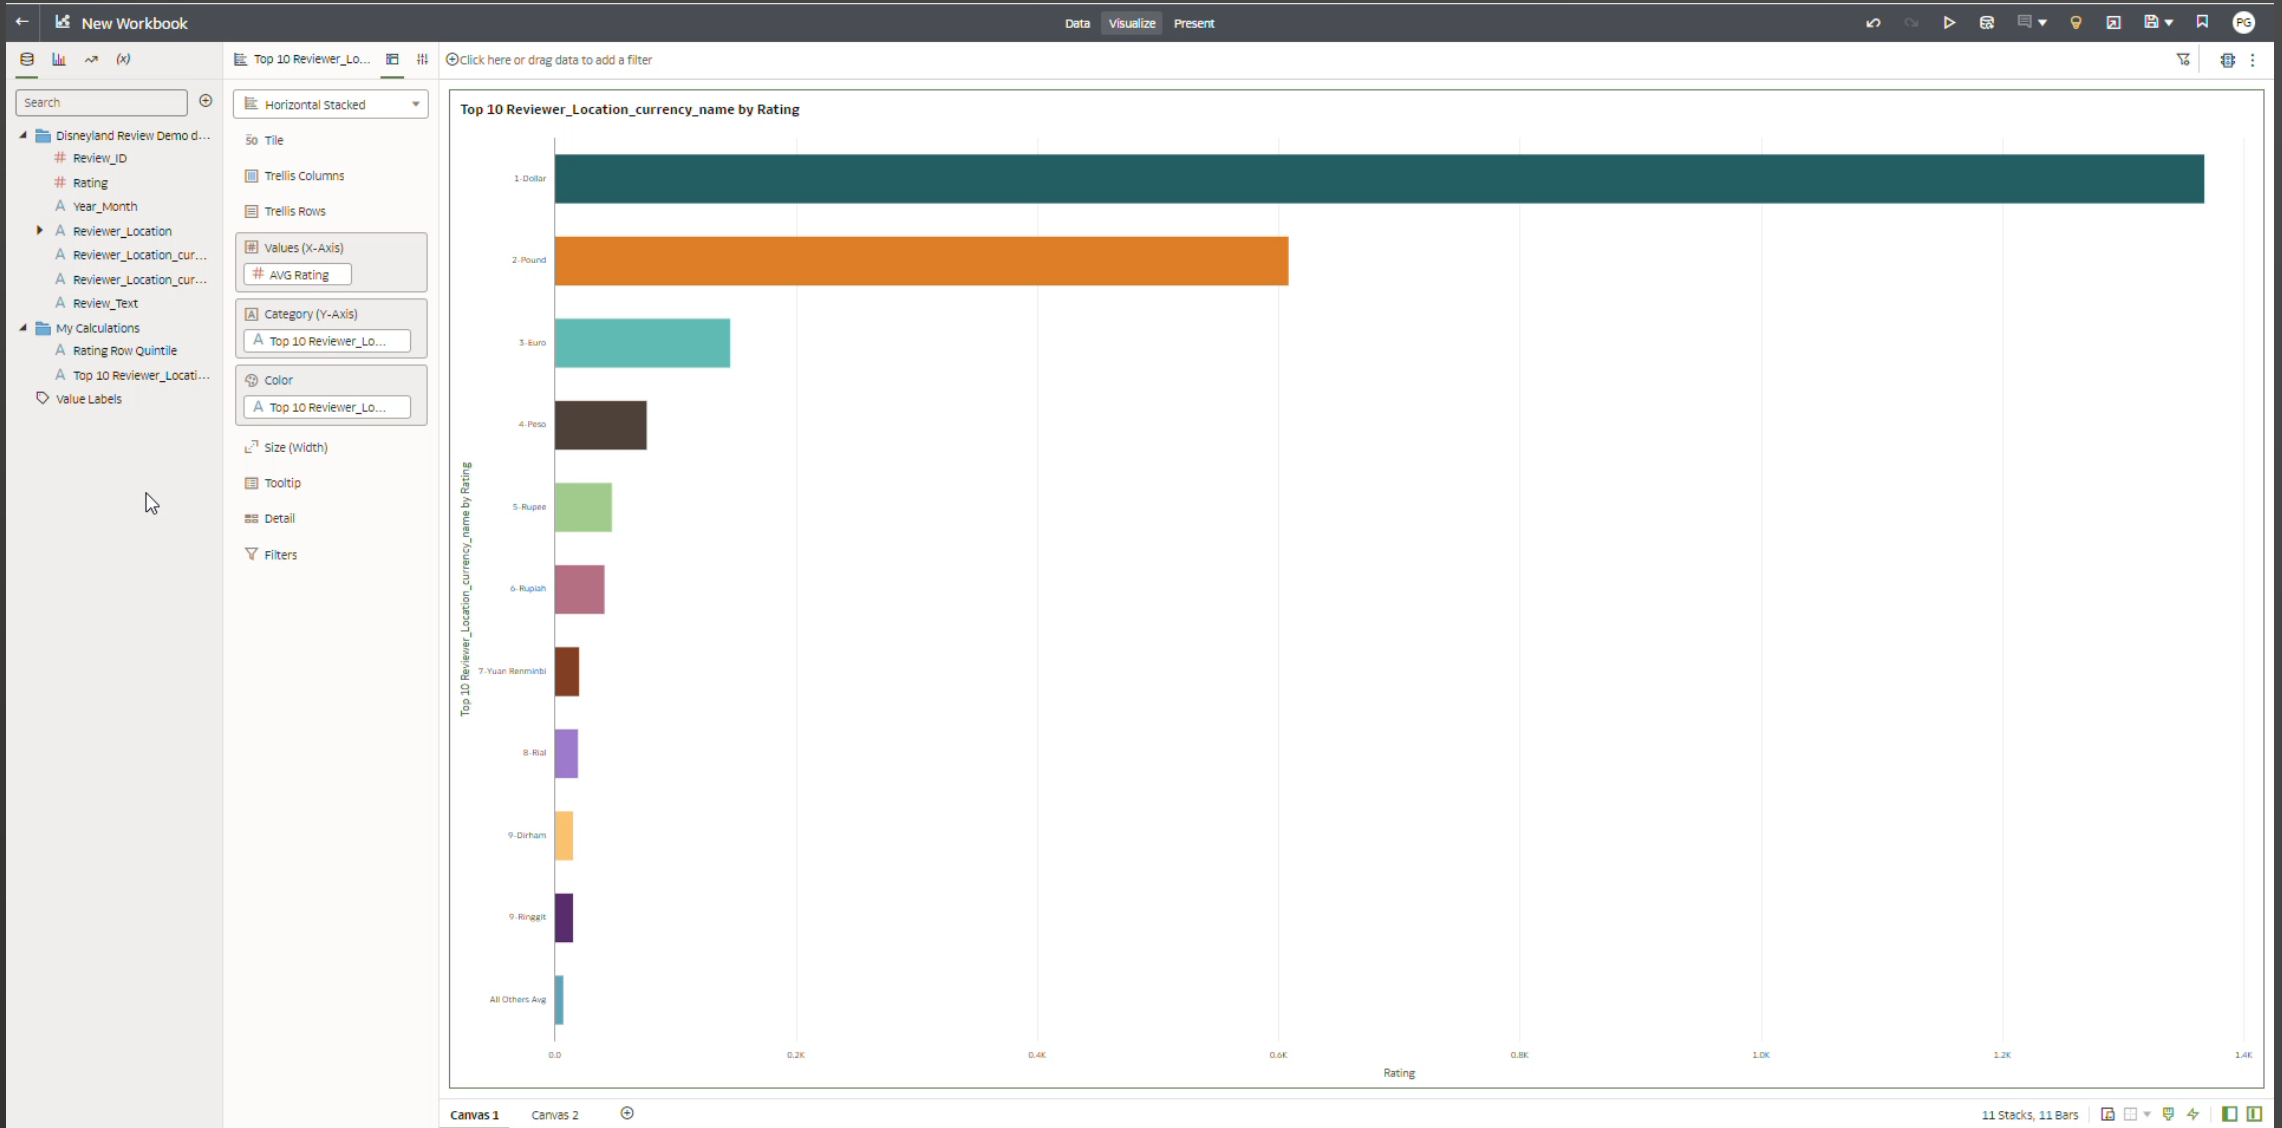 New Workbook
Data
Visualize
Present
PG
(x)
Top 10 Reviewer_Lo...
Click here or drag data to add a filter
Search
Disneyland Review Demo d...
Review_ID
Rating
Year_Month
Reviewer_Location
Reviewer_Location_cur...
Reviewer_Location_cur...
Review_Text
My Calculations
Rating Row Quintile
Top 10 Reviewer_Locati...
Value Labels
Horizontal Stacked
50 Tile
Trellis Columns
Trellis Rows
Values (X-Axis)
# AVG Rating
Category (Y-Axis)
A Top 10 Reviewer_Lo...
Color
A Top 10 Reviewer_Lo...
Size (Width)
Tooltip
Detail
Filters
Top 10 Reviewer_Location_currency_name by Rating
Top 10 Reviewer_Location_currency_name by Rating
1-Dollar
2-Pound
3-Euro
4-Peso
5-Rupee
6-Rupiah
7-Yuan Renminbi
8-Rial
9-Dirham
9-Ringgit
All Others Avg
0.0
0.2K
0.4K
0.6K
0.8K
1.0K
1.2K
1.4K
Rating
Canvas 1
Canvas 2
11 Stacks, 11 Bars